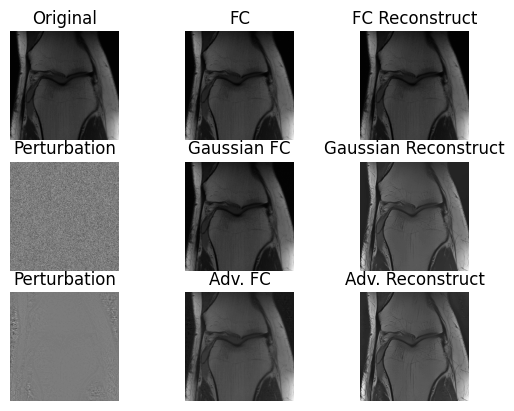 Original
FC
FC Reconstruct
Perturbation
Gaussian FC
Gaussian Reconstruct
Perturbation
Adv. FC
Adv. Reconstruct